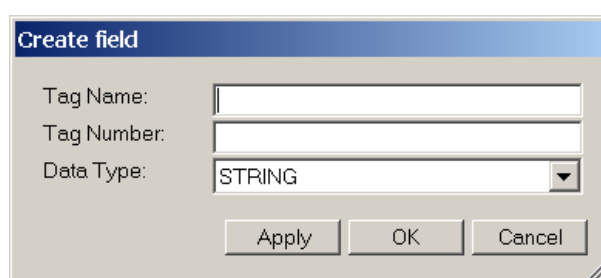 Create field
Tag Name:
Tag Number:
Data Type: STRING
Apply OK Cancel